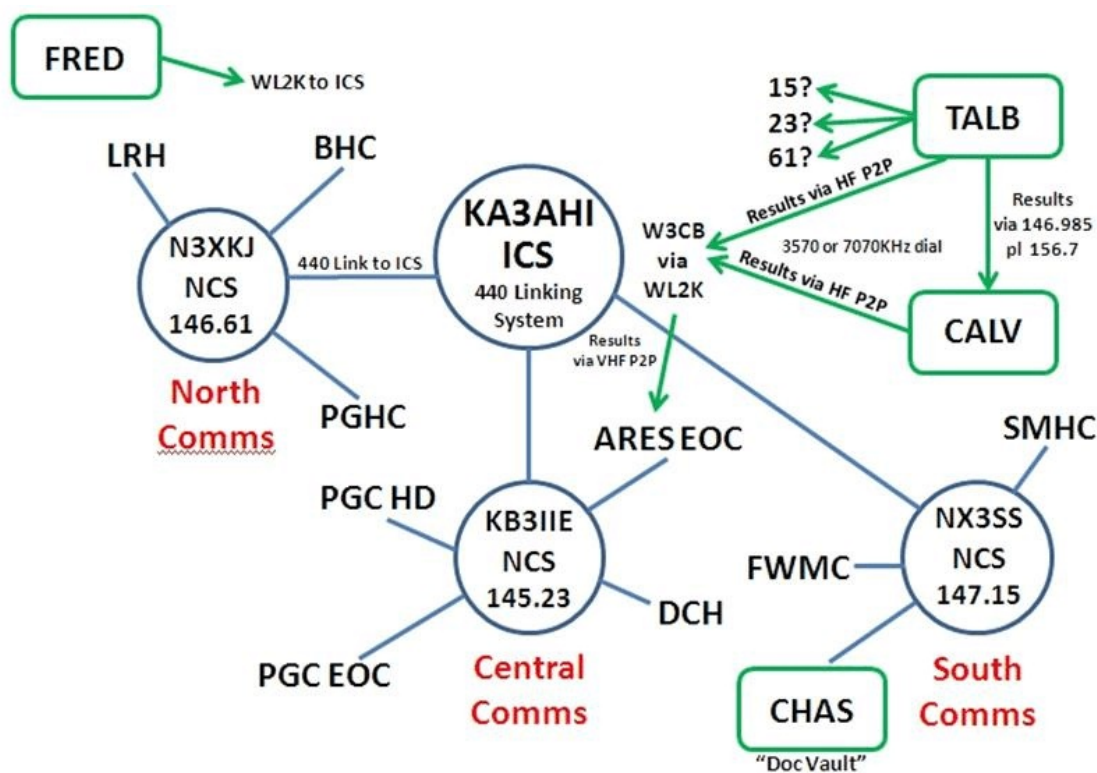 FRED
WL2K to ICS
LRH
BHC
N3XKJ
NCS
146.61
440 Link to ICS
North
Comms
PGHC
KA3AHI
ICS
440 Linking
System
15?
23?
61?
TALB
Results via HF P2P
Results
via 146.985
pl 156.7
W3CB
via
WL2K
3570 or 7070KHz dial
Results via HF P2P
CALV
Results
via VHF P2P
ARES EOC
PGC HD
KB3IIE
NCS
145.23
DCH
PGC EOC
Central
Comms
SMHC
NX3SS
NCS
147.15
FWMC
CHAS
"Doc Vault"
South
Comms